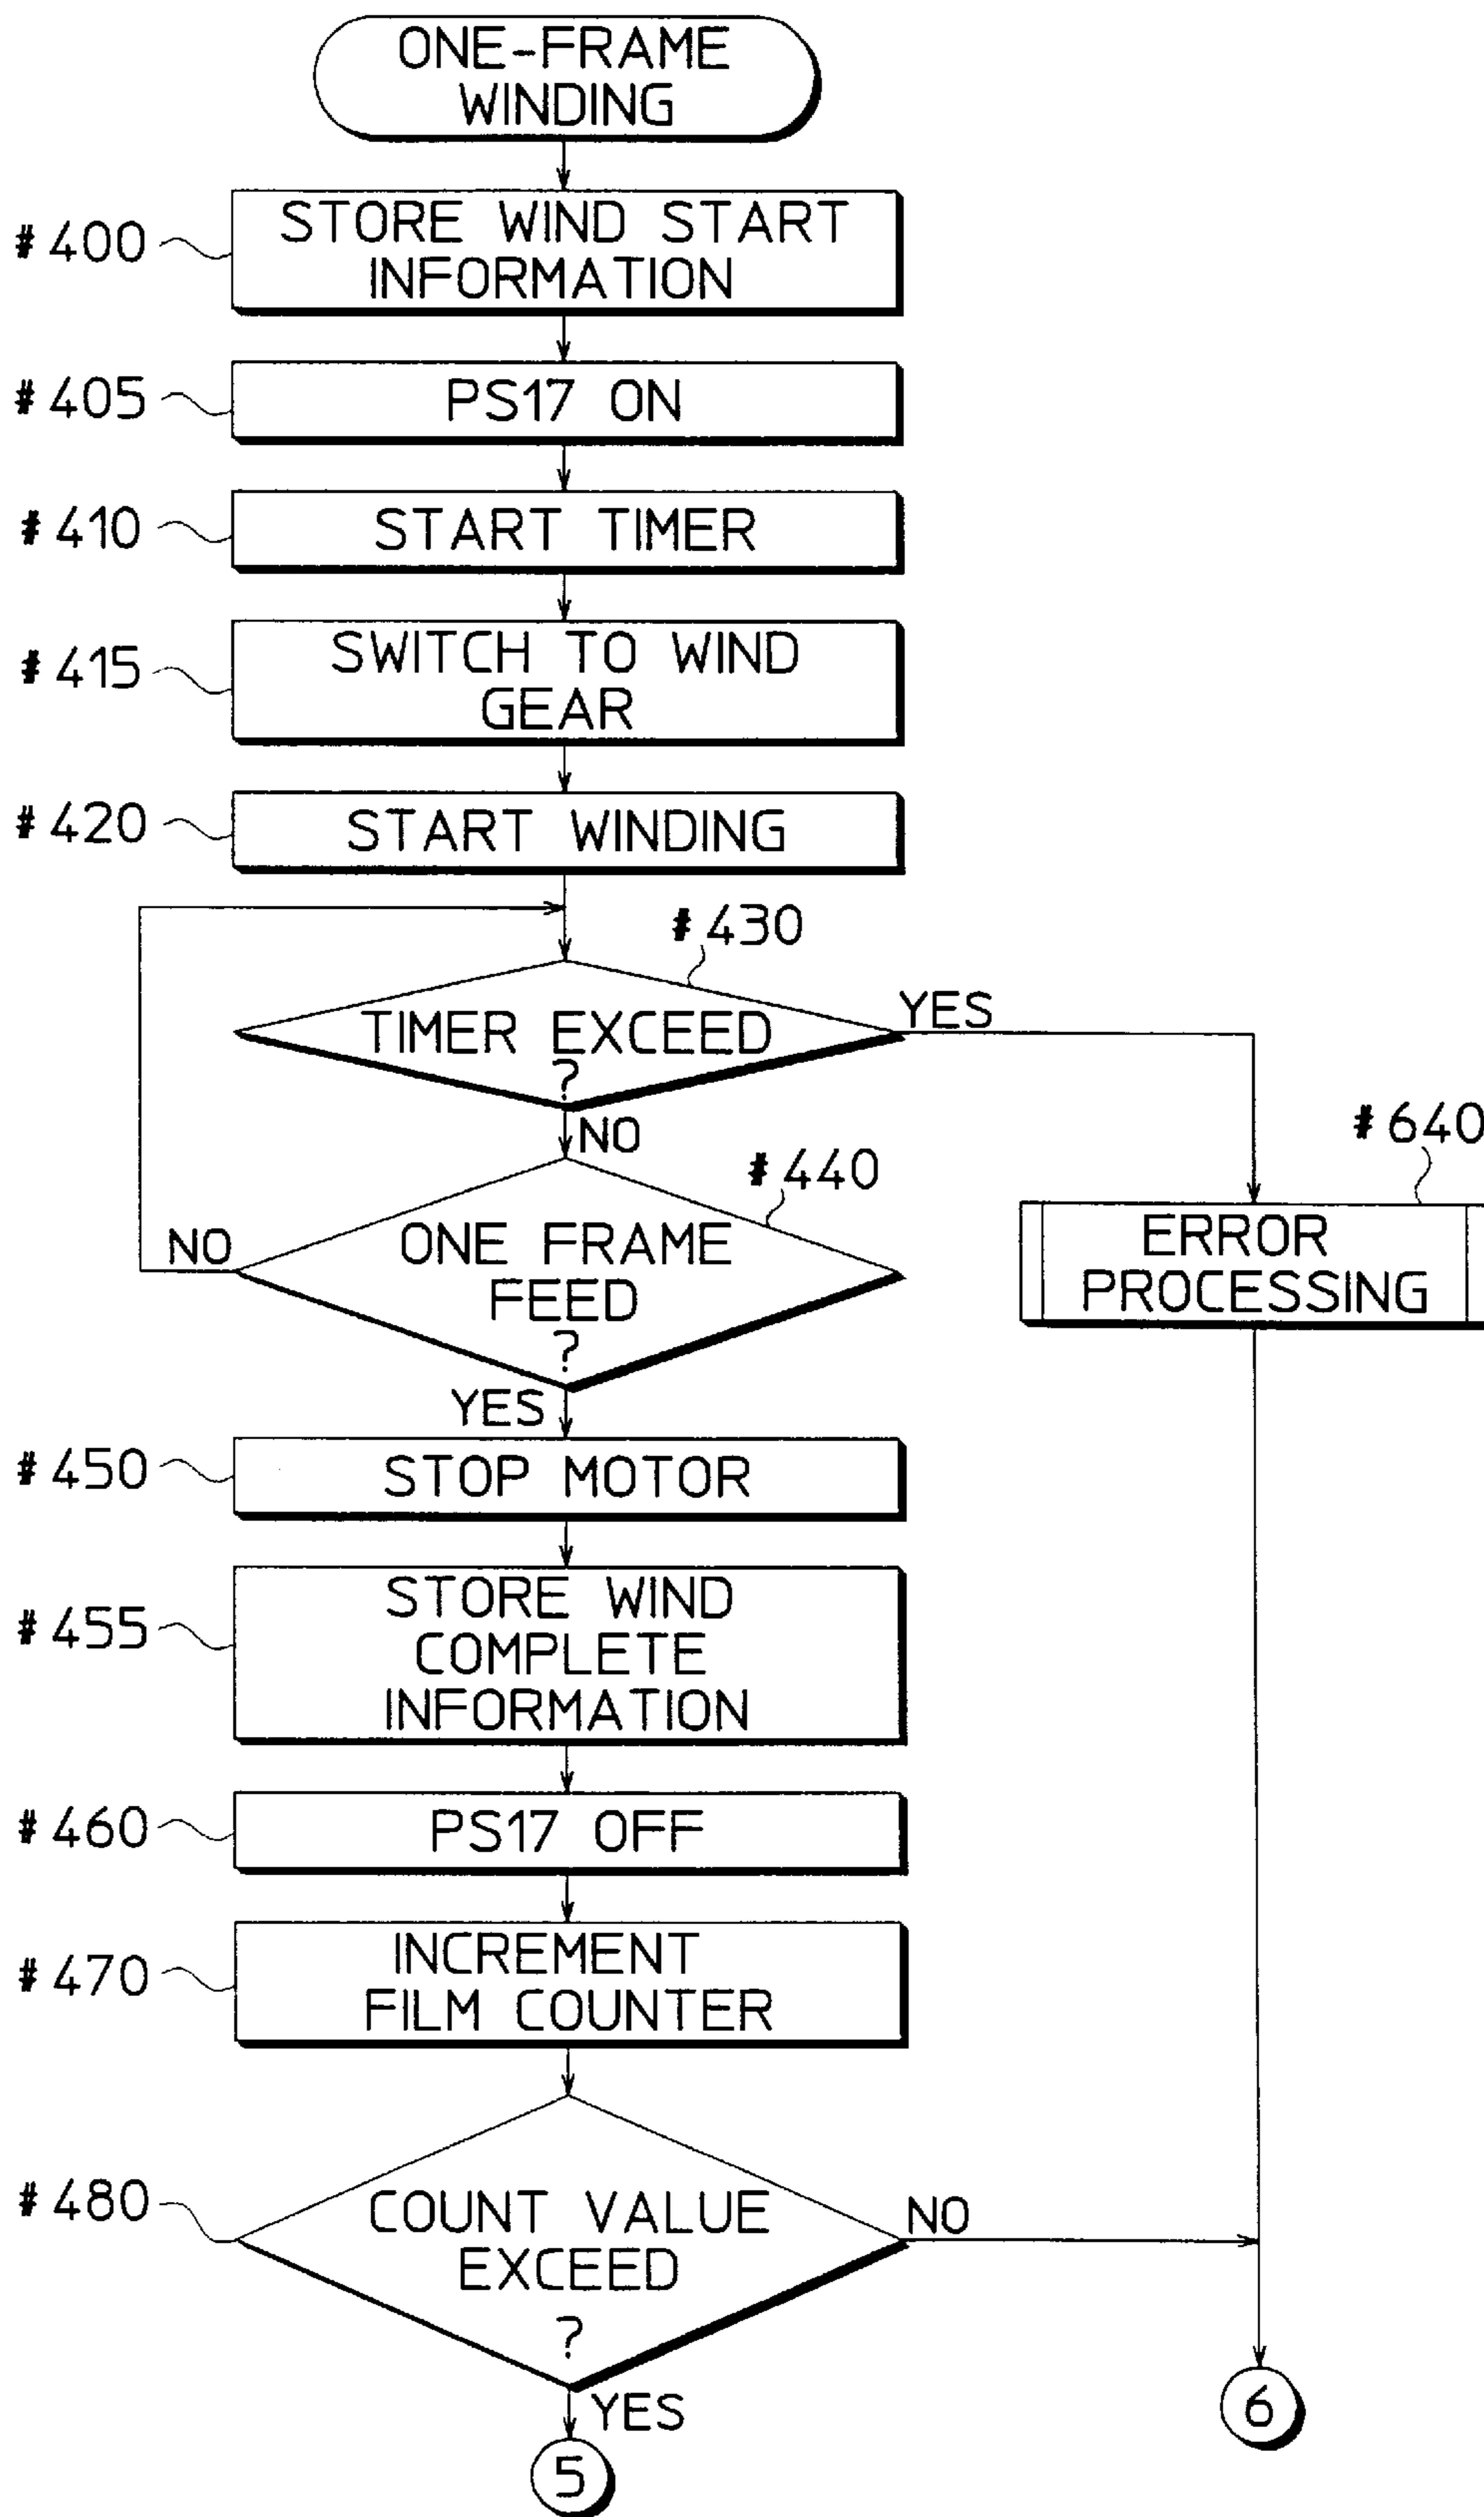 ONE-FRAME
WINDING
#400
STORE WIND START
INFORMATION
#405
PS17 ON
#410
START TIMER
#415
SWITCH TO WIND
GEAR
#420
START WINDING
#430
TIMER EXCEED
?
YES
NO
#440
ONE FRAME
FEED
?
NO
YES
#640
ERROR
PROCESSING
#450
STOP MOTOR
#455
STORE WIND
COMPLETE
INFORMATION
#460
PS17 OFF
#470
INCREMENT
FILM COUNTER
#480
COUNT VALUE
EXCEED
?
NO
YES
6
5